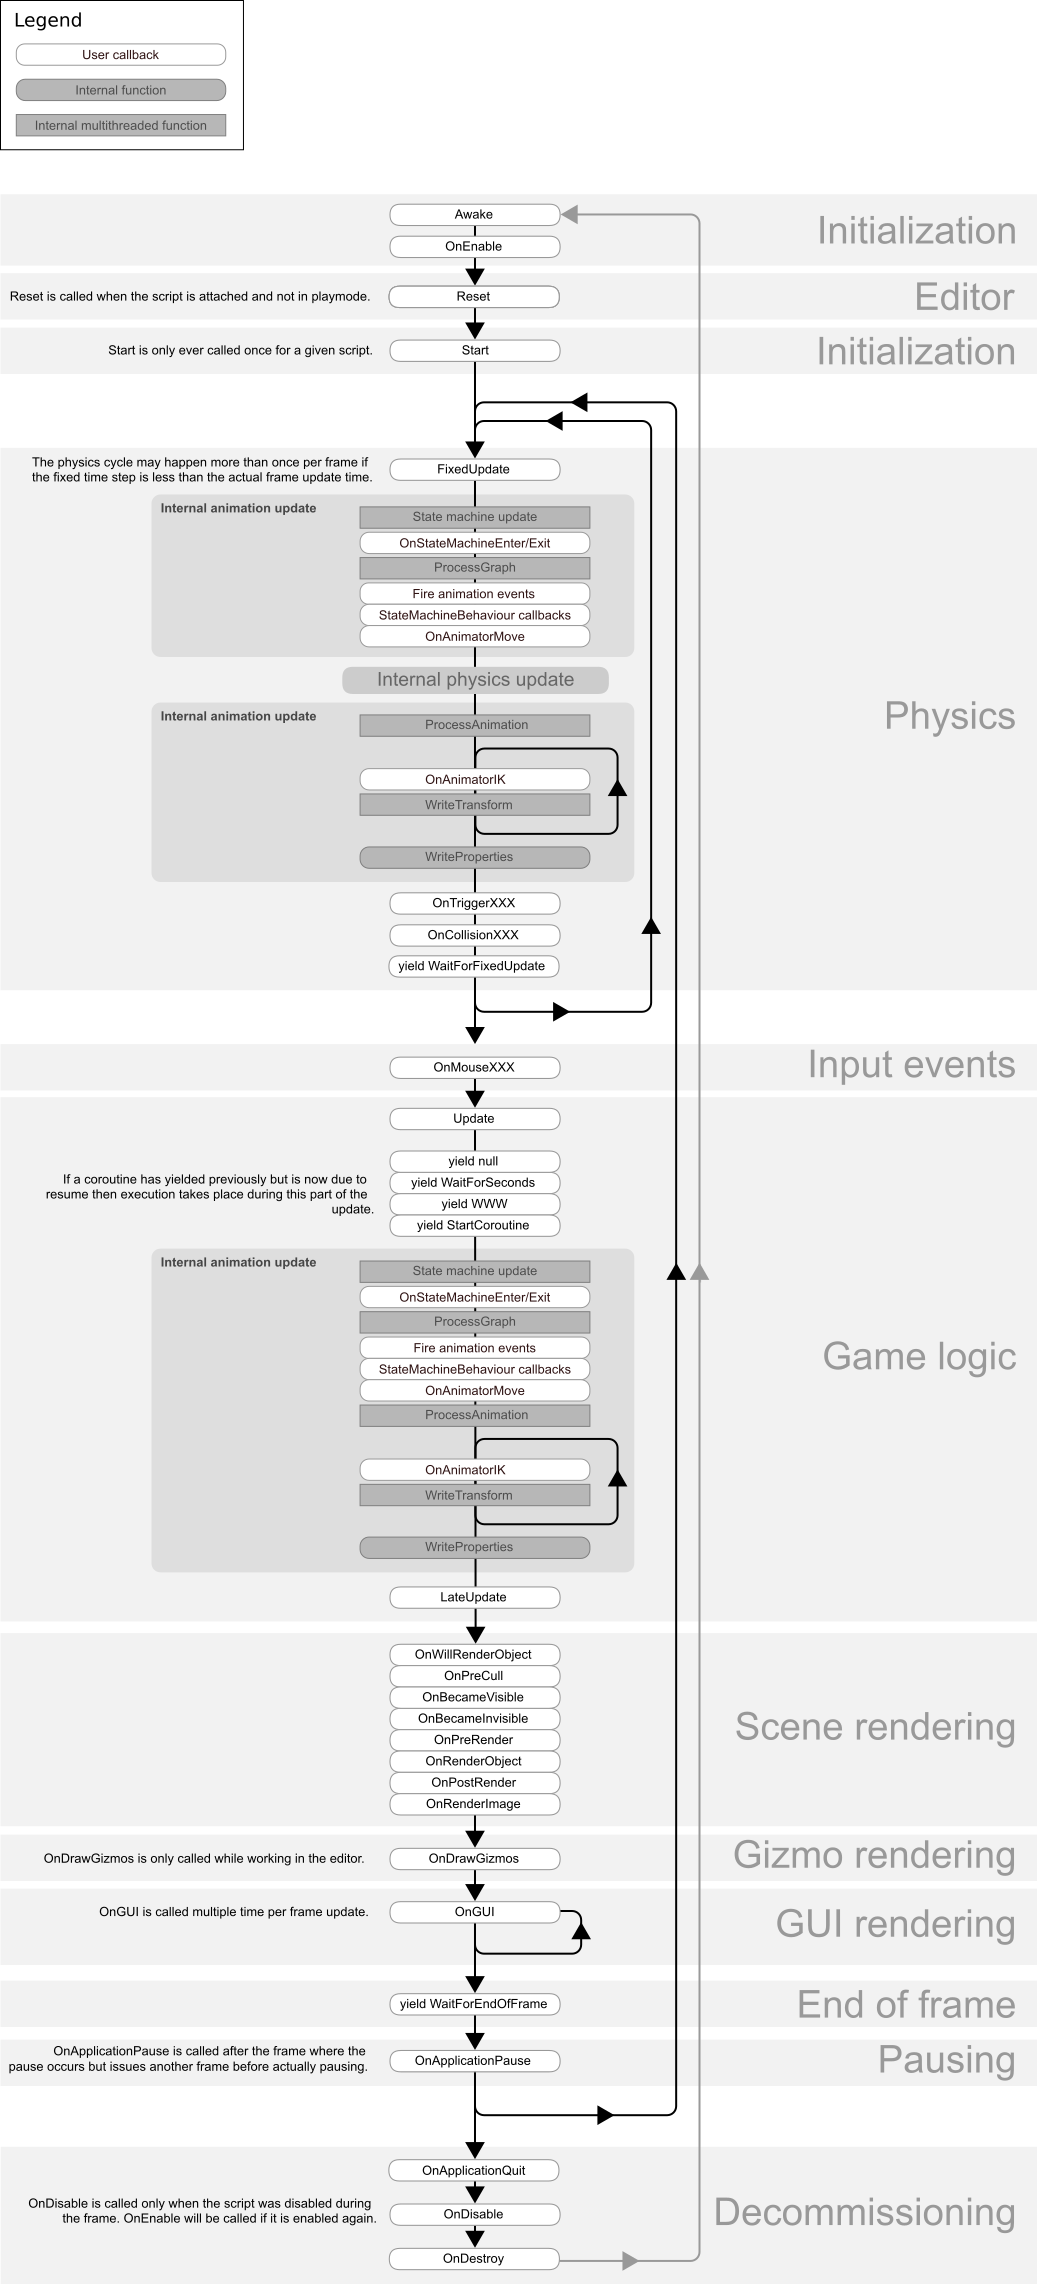 Legend
User callback
Internal function
Internal multithreaded function
Awake
Initialization
OnEnable
Reset is called when the script is attached and not in playmode.
Reset
Editor
Start is only ever called once for a given script.
Start
Initialization
The physics cycle may happen more than once per frame if
the fixed time step is less than the actual frame update time.
FixedUpdate
Internal animation update
State machine update
OnStateMachineEnter/Exit
ProcessGraph
Fire animation events
StateMachineBehaviour callbacks
OnAnimatorMove
Internal physics update
Physics
Internal animation update
ProcessAnimation
OnAnimatorIK
WriteTransform
WriteProperties
OnTriggerXXX
OnCollisionXXX
yield WaitForFixedUpdate
OnMouseXXX
Input events
Update
yield null
If a coroutine has yielded previously but is now due to
resume then execution takes place during this part of the
update.
yield WaitForSeconds
yield WWW
yield StartCoroutine
Internal animation update
State machine update
OnStateMachineEnter/Exit
ProcessGraph
Fire animation events
Game logic
StateMachineBehaviour callbacks
OnAnimatorMove
ProcessAnimation
OnAnimatorIK
WriteTransform
WriteProperties
LateUpdate
OnWillRenderObject
OnPreCull
OnBecameVisible
OnBecameInvisible
Scene rendering
OnPreRender
OnRenderObject
OnPostRender
OnRenderImage
OnDrawGizmos is only called while working in the editor.
OnDrawGizmos
Gizmo rendering
OnGUI is called multiple time per frame update.
OnGUI
GUI rendering
yield WaitForEndOfFrame
End of frame
OnApplicationPause is called after the frame where the
pause occurs but issues another frame before actually pausing.
OnApplicationPause
Pausing
OnApplicationQuit
OnDisable is called only when the script was disabled during
the frame. OnEnable will be called if it is enabled again.
OnDisable
Decommissioning
OnDestroy